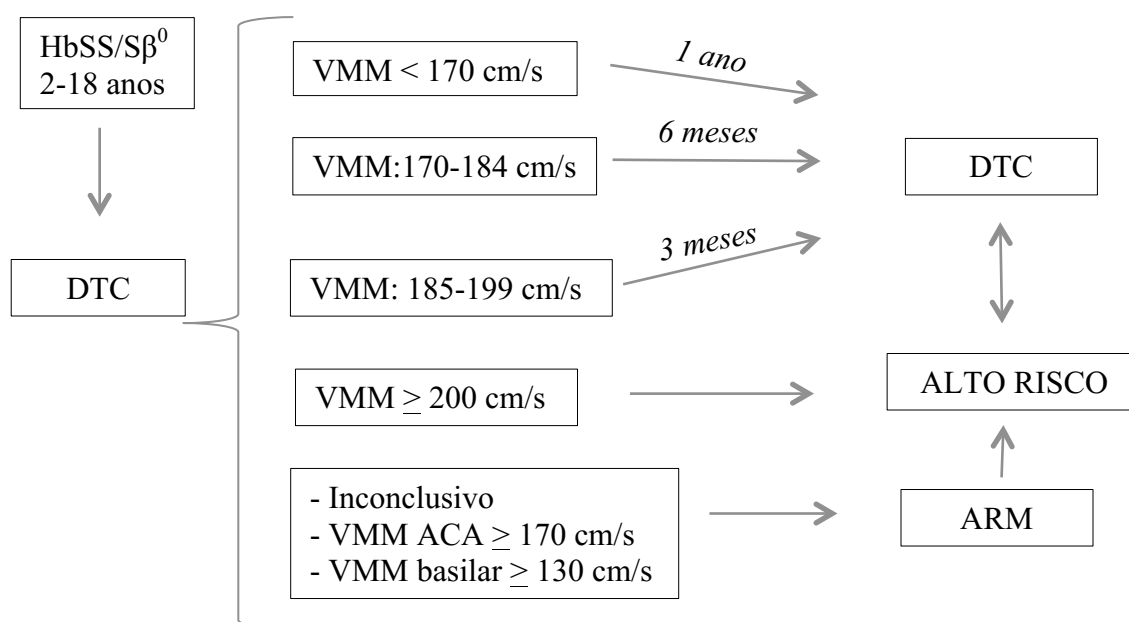 HbSS/Sβ⁰
2-18 anos
DTC
VMM < 170 cm/s
1 ano
VMM:170-184 cm/s
6 meses
VMM: 185-199 cm/s
3 meses
DTC
VMM ≥ 200 cm/s
ALTO RISCO
- Inconclusivo
- VMM ACA ≥ 170 cm/s
- VMM basilar ≥ 130 cm/s
ARM